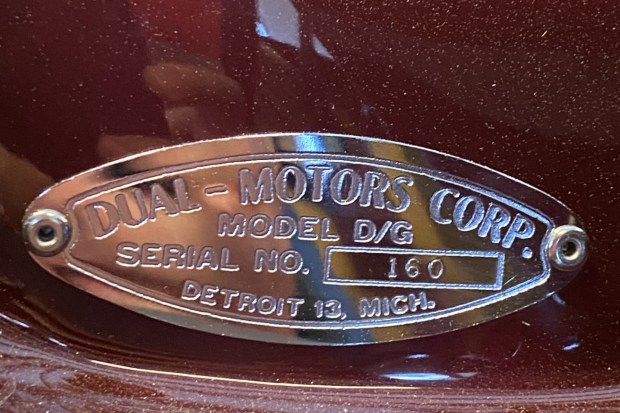 DUAL-MOTORS CORP.
MODEL D/G
SERIAL NO. 160
DETROIT 13, MICH.